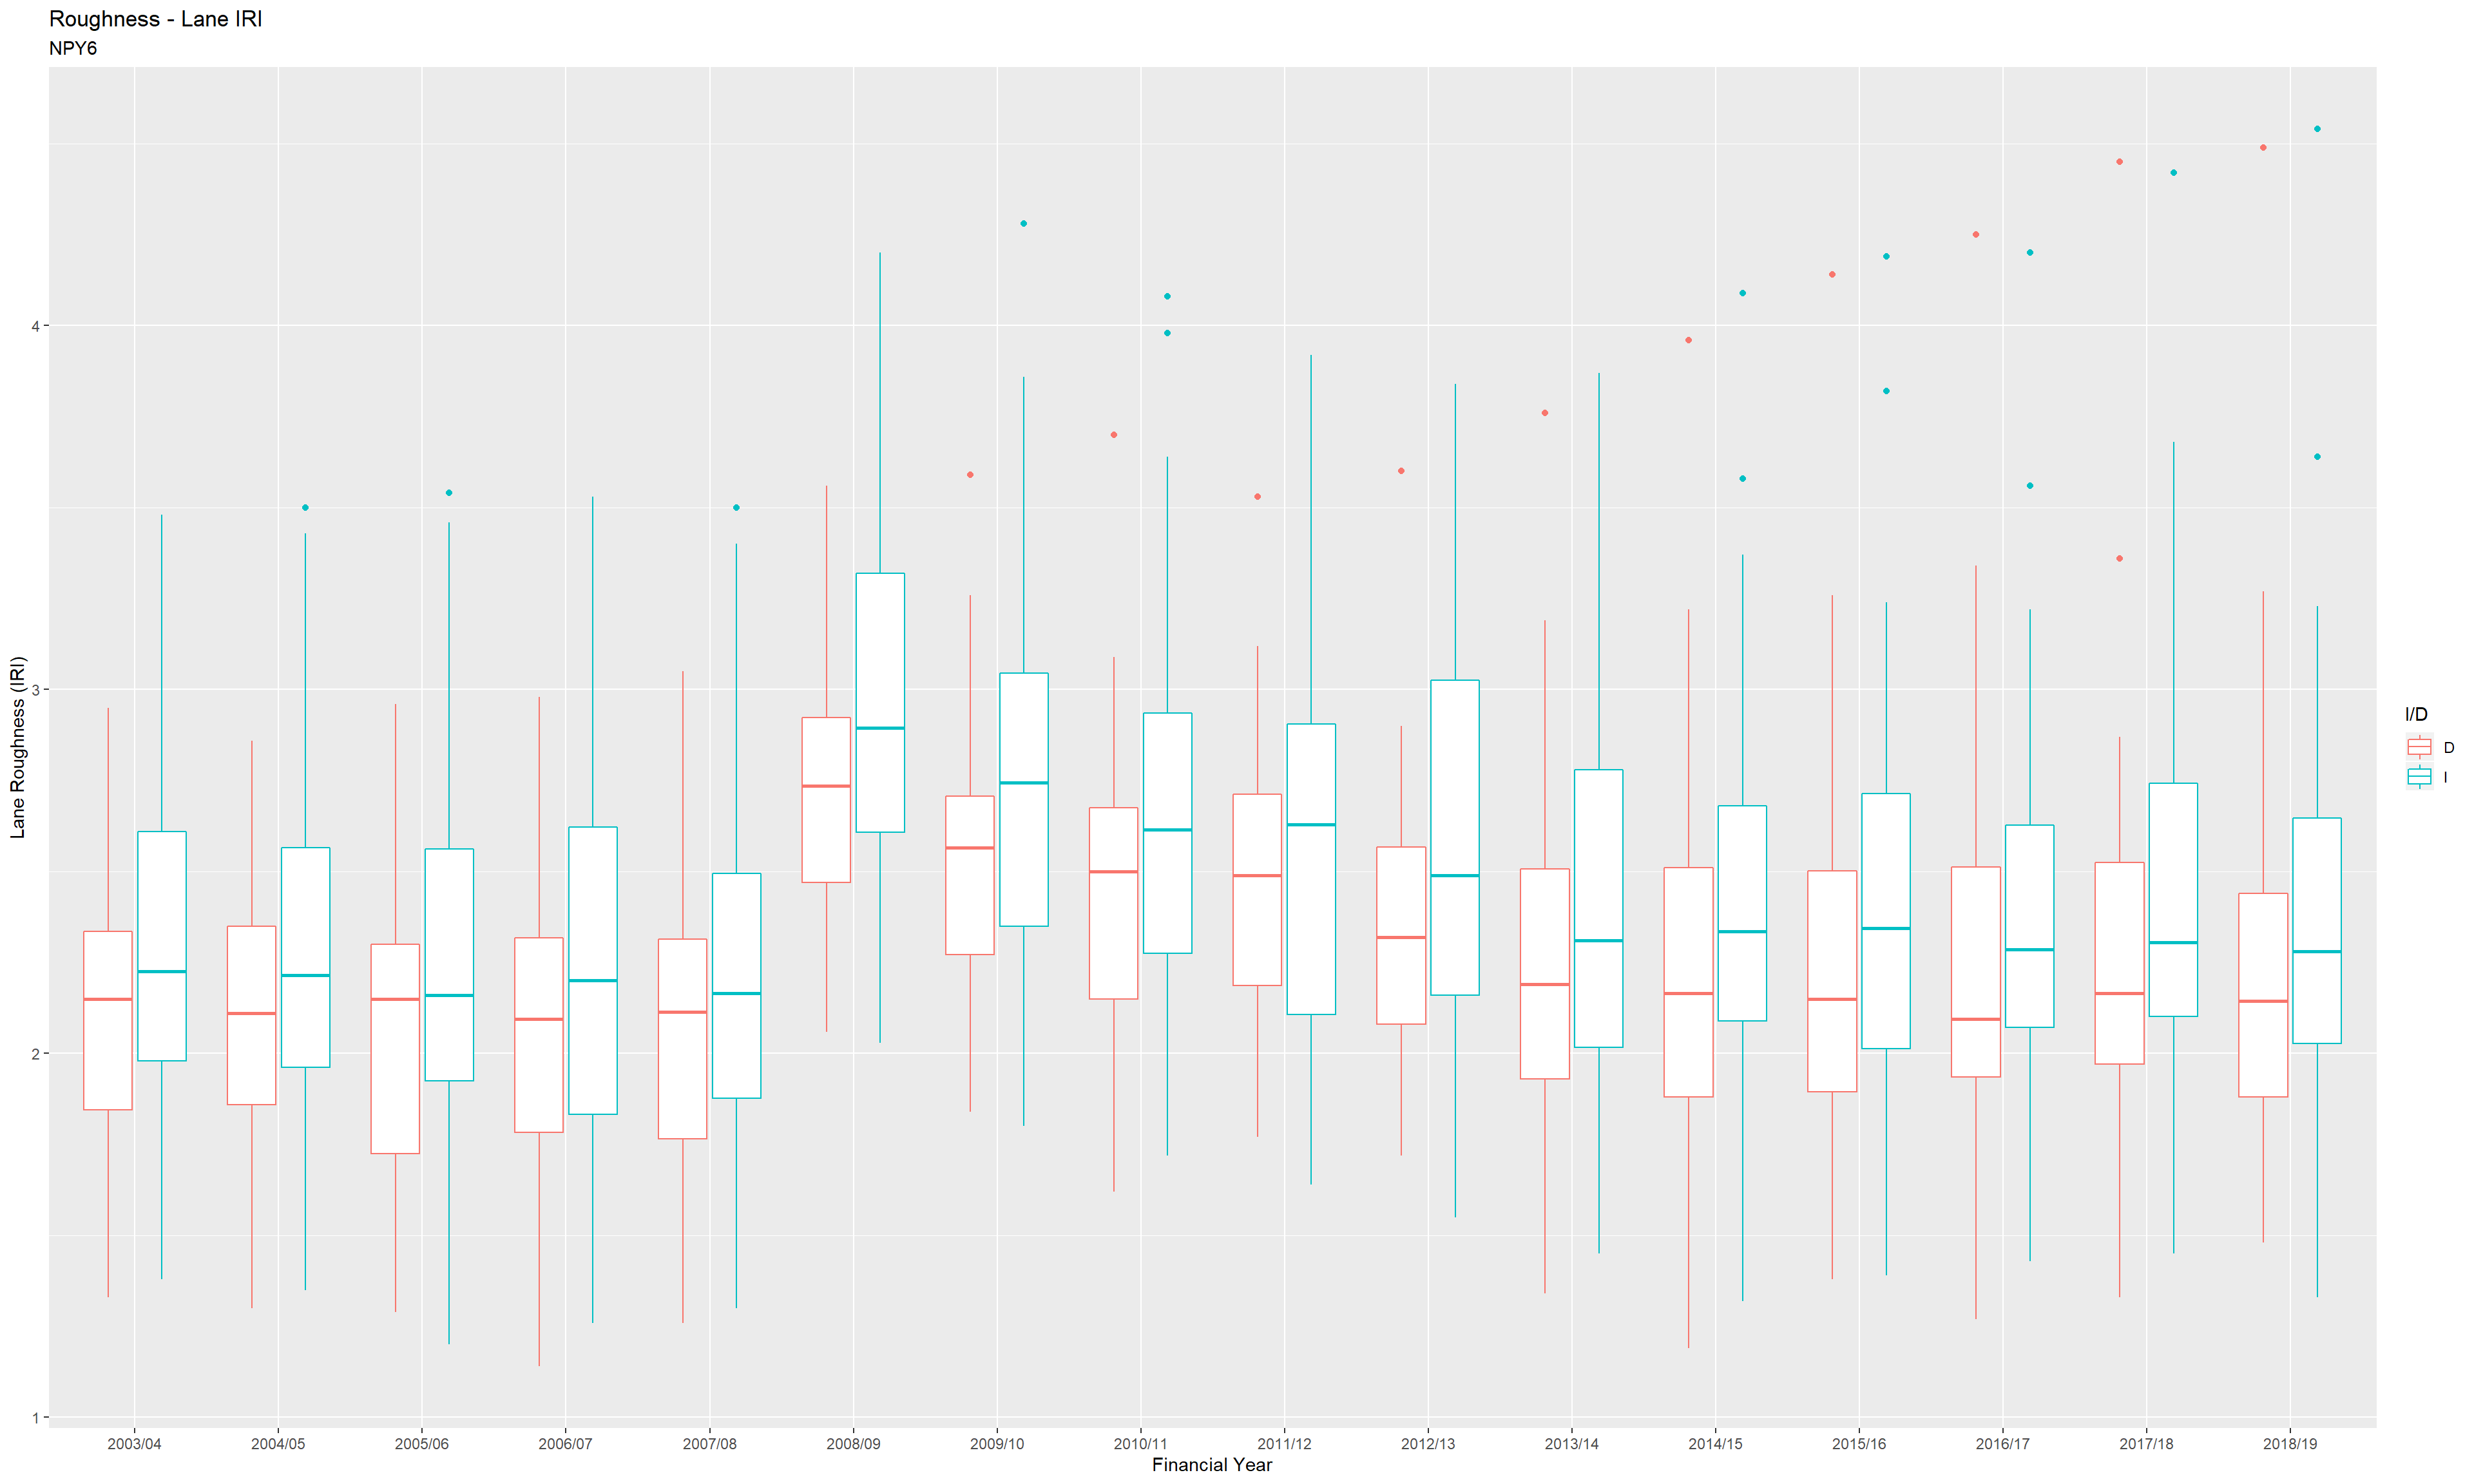 Roughness - Lane IRI
NPY6
Lane Roughness (IRI)
4
3
2
1
2003/04
2004/05
2005/06
2006/07
2007/08
2008/09
2009/10
2010/11
2011/12
2012/13
2013/14
2014/15
2015/16
2016/17
2017/18
2018/19
Financial Year
I/D
D
I